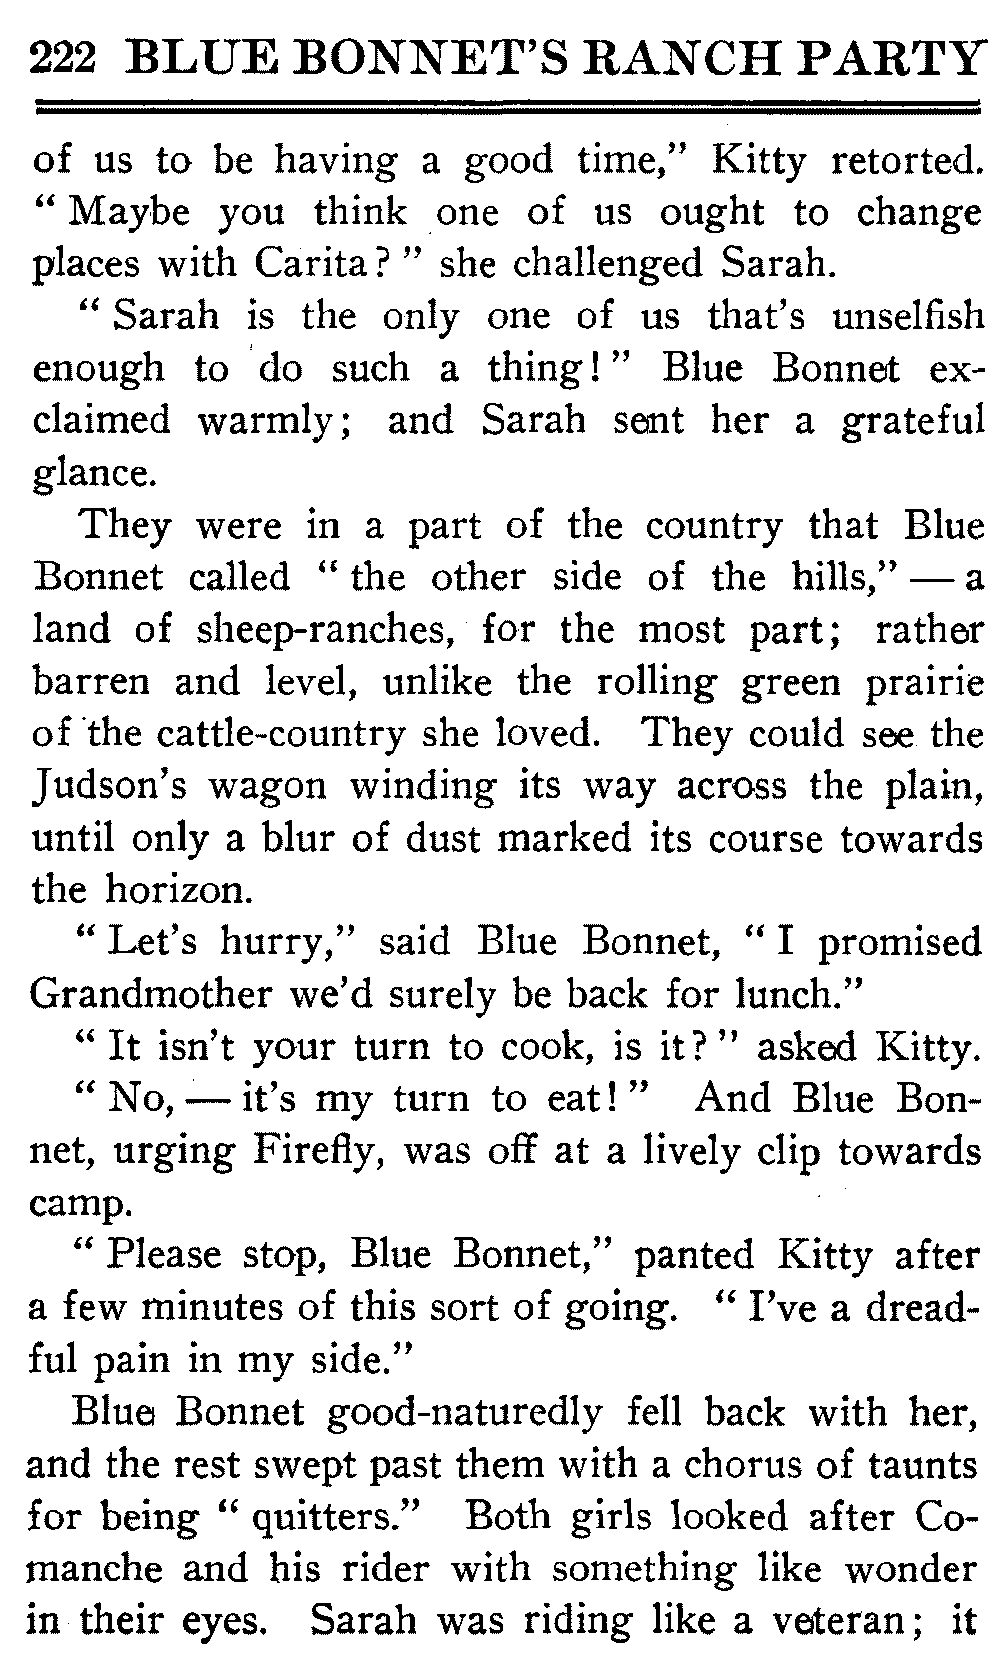 222 BLUE BONNET'S RANCH PARTY
of us to be having a good time," Kitty retorted.
" Maybe you think one of us ought to change
places with Carita? " she challenged Sarah.
" Sarah is the only one of us that's unselfish
enough to do such a thing! " Blue Bonnet ex-
claimed warmly; and Sarah sent her a grateful
glance.
They were in a part of the country that Blue
Bonnet called " the other side of the hills," — a
land of sheep-ranches, for the most part; rather
barren and level, unlike the rolling green prairie
of the cattle-country she loved. They could see the
Judson's wagon winding its way across the plain,
until only a blur of dust marked its course towards
the horizon.
" Let's hurry," said Blue Bonnet, " I promised
Grandmother we'd surely be back for lunch."
" It isn't your turn to cook, is it? " asked Kitty.
" No, — it's my turn to eat! " And Blue Bon-
net, urging Firefly, was off at a lively clip towards
camp.
" Please stop, Blue Bonnet," panted Kitty after
a few minutes of this sort of going. " I've a dread-
ful pain in my side."
Blue Bonnet good-naturedly fell back with her,
and the rest swept past them with a chorus of taunts
for being " quitters." Both girls looked after Co-
manche and his rider with something like wonder
in their eyes. Sarah was riding like a veteran; it